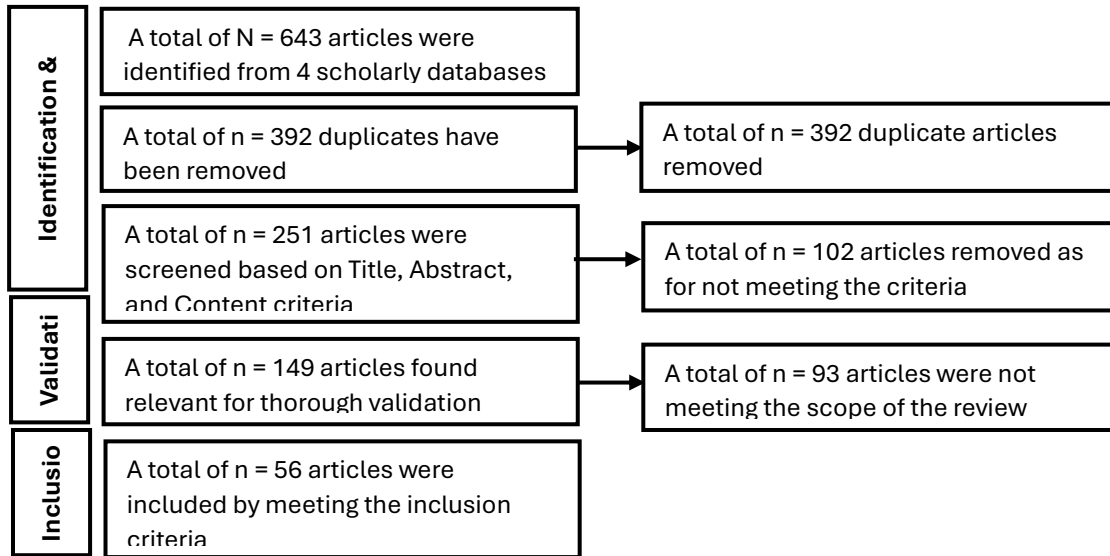 Identification &
A total of N = 643 articles were
identified from 4 scholarly databases
A total of n = 392 duplicates have
been removed
A total of n = 392 duplicate articles
removed
A total of n = 251 articles were
screened based on Title, Abstract,
and Content criteria
A total of n = 102 articles removed as
for not meeting the criteria
Validati
A total of n = 149 articles found
relevant for thorough validation
A total of n = 93 articles were not
meeting the scope of the review
Inclusio
A total of n = 56 articles were
included by meeting the inclusion
criteria